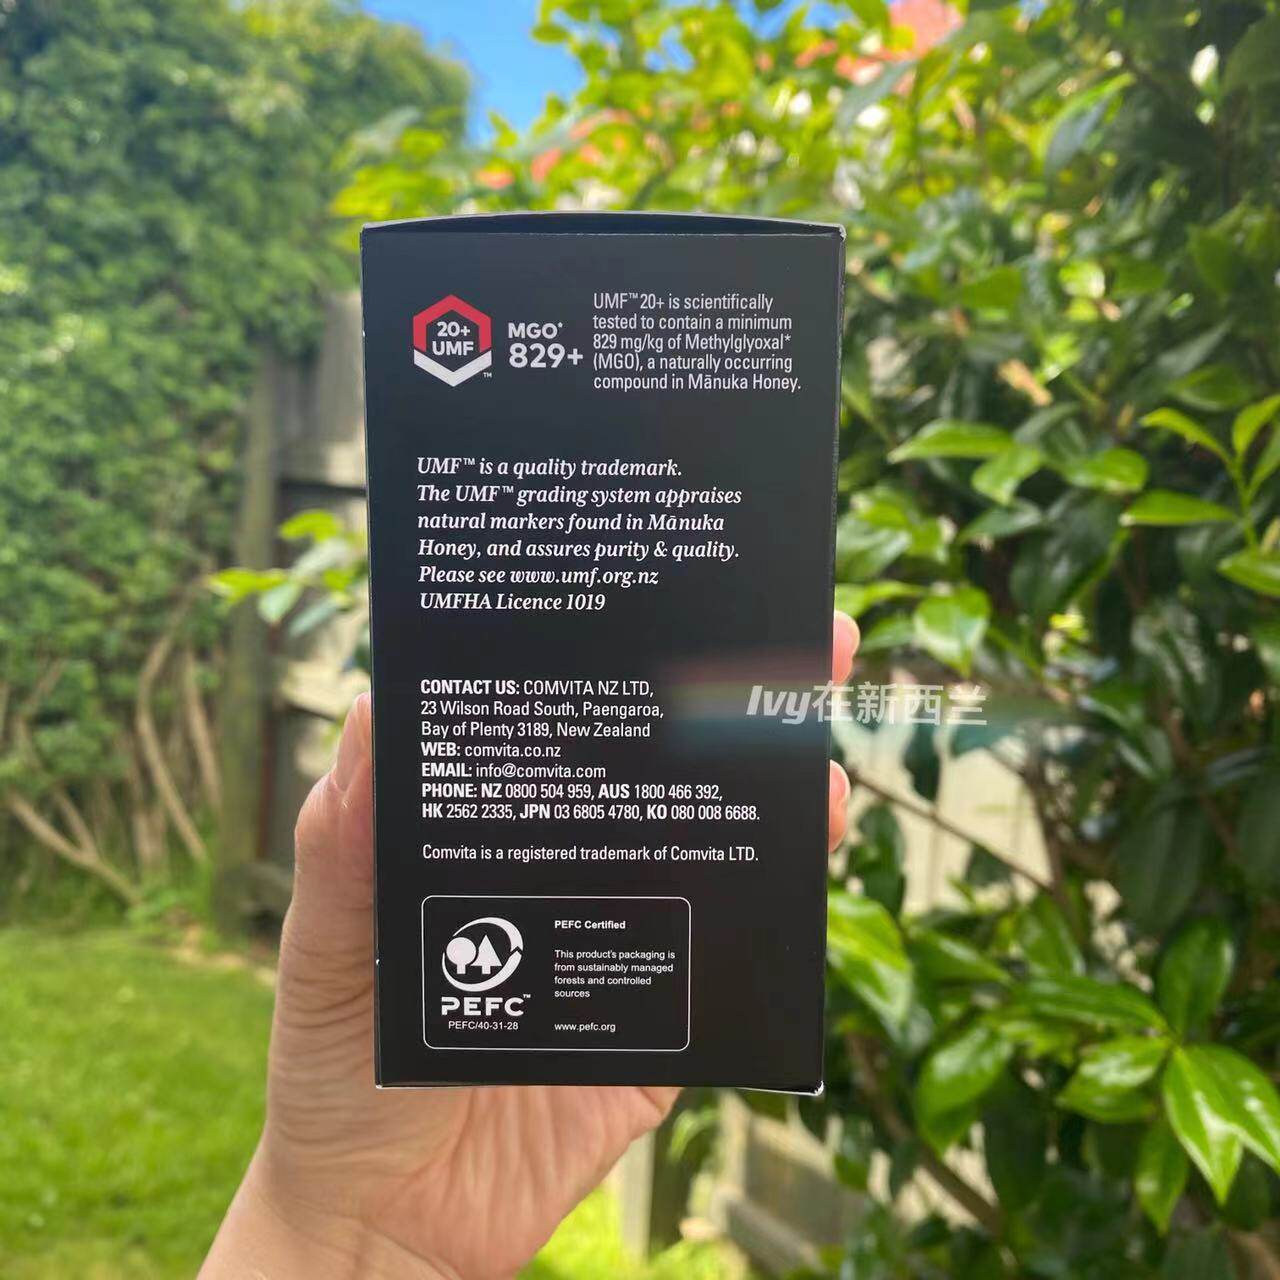 20+
UMF
™
MGO*
829+
UMF™ 20+ is scientifically
tested to contain a minimum
829 mg/kg of Methylglyoxal*
(MGO), a naturally occurring
compound in Mānuka Honey.
UMF™ is a quality trademark.
The UMF™ grading system appraises
natural markers found in Mānuka
Honey, and assures purity & quality.
Please see www.umf.org.nz
UMFHA Licence 1019
CONTACT US: COMVITA NZ LTD,
23 Wilson Road South, Paengaroa,
Bay of Plenty 3189, New Zealand
WEB: comvita.co.nz
EMAIL: info@comvita.com
PHONE: NZ 0800 504 959, AUS 1800 466 392,
HK 2562 2335, JPN 03 6805 4780, KO 080 008 6688.
Comvita is a registered trademark of Comvita LTD.
PEFC™
PEFC/40-31-28
PEFC Certified
This product's packaging is
from sustainably managed
forests and controlled
sources
www.pefc.org
Ivy在新西兰